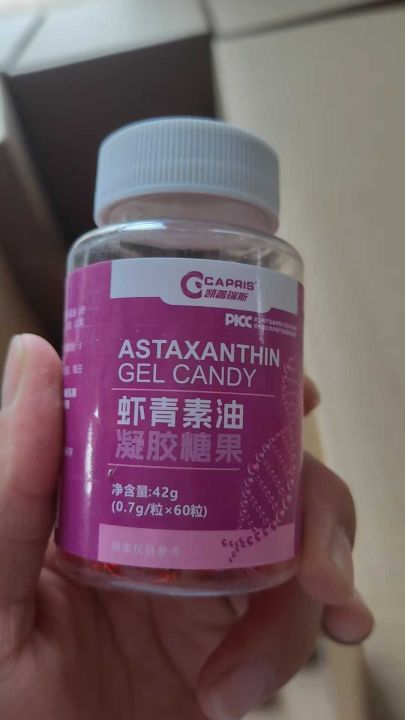 CAPRIS
凯普瑞斯
PICC
ASTAXANTHIN
GEL CANDY
虾青素油
凝胶糖果
净含量:42g
(0.7g/粒×60粒)
图案仅供参考